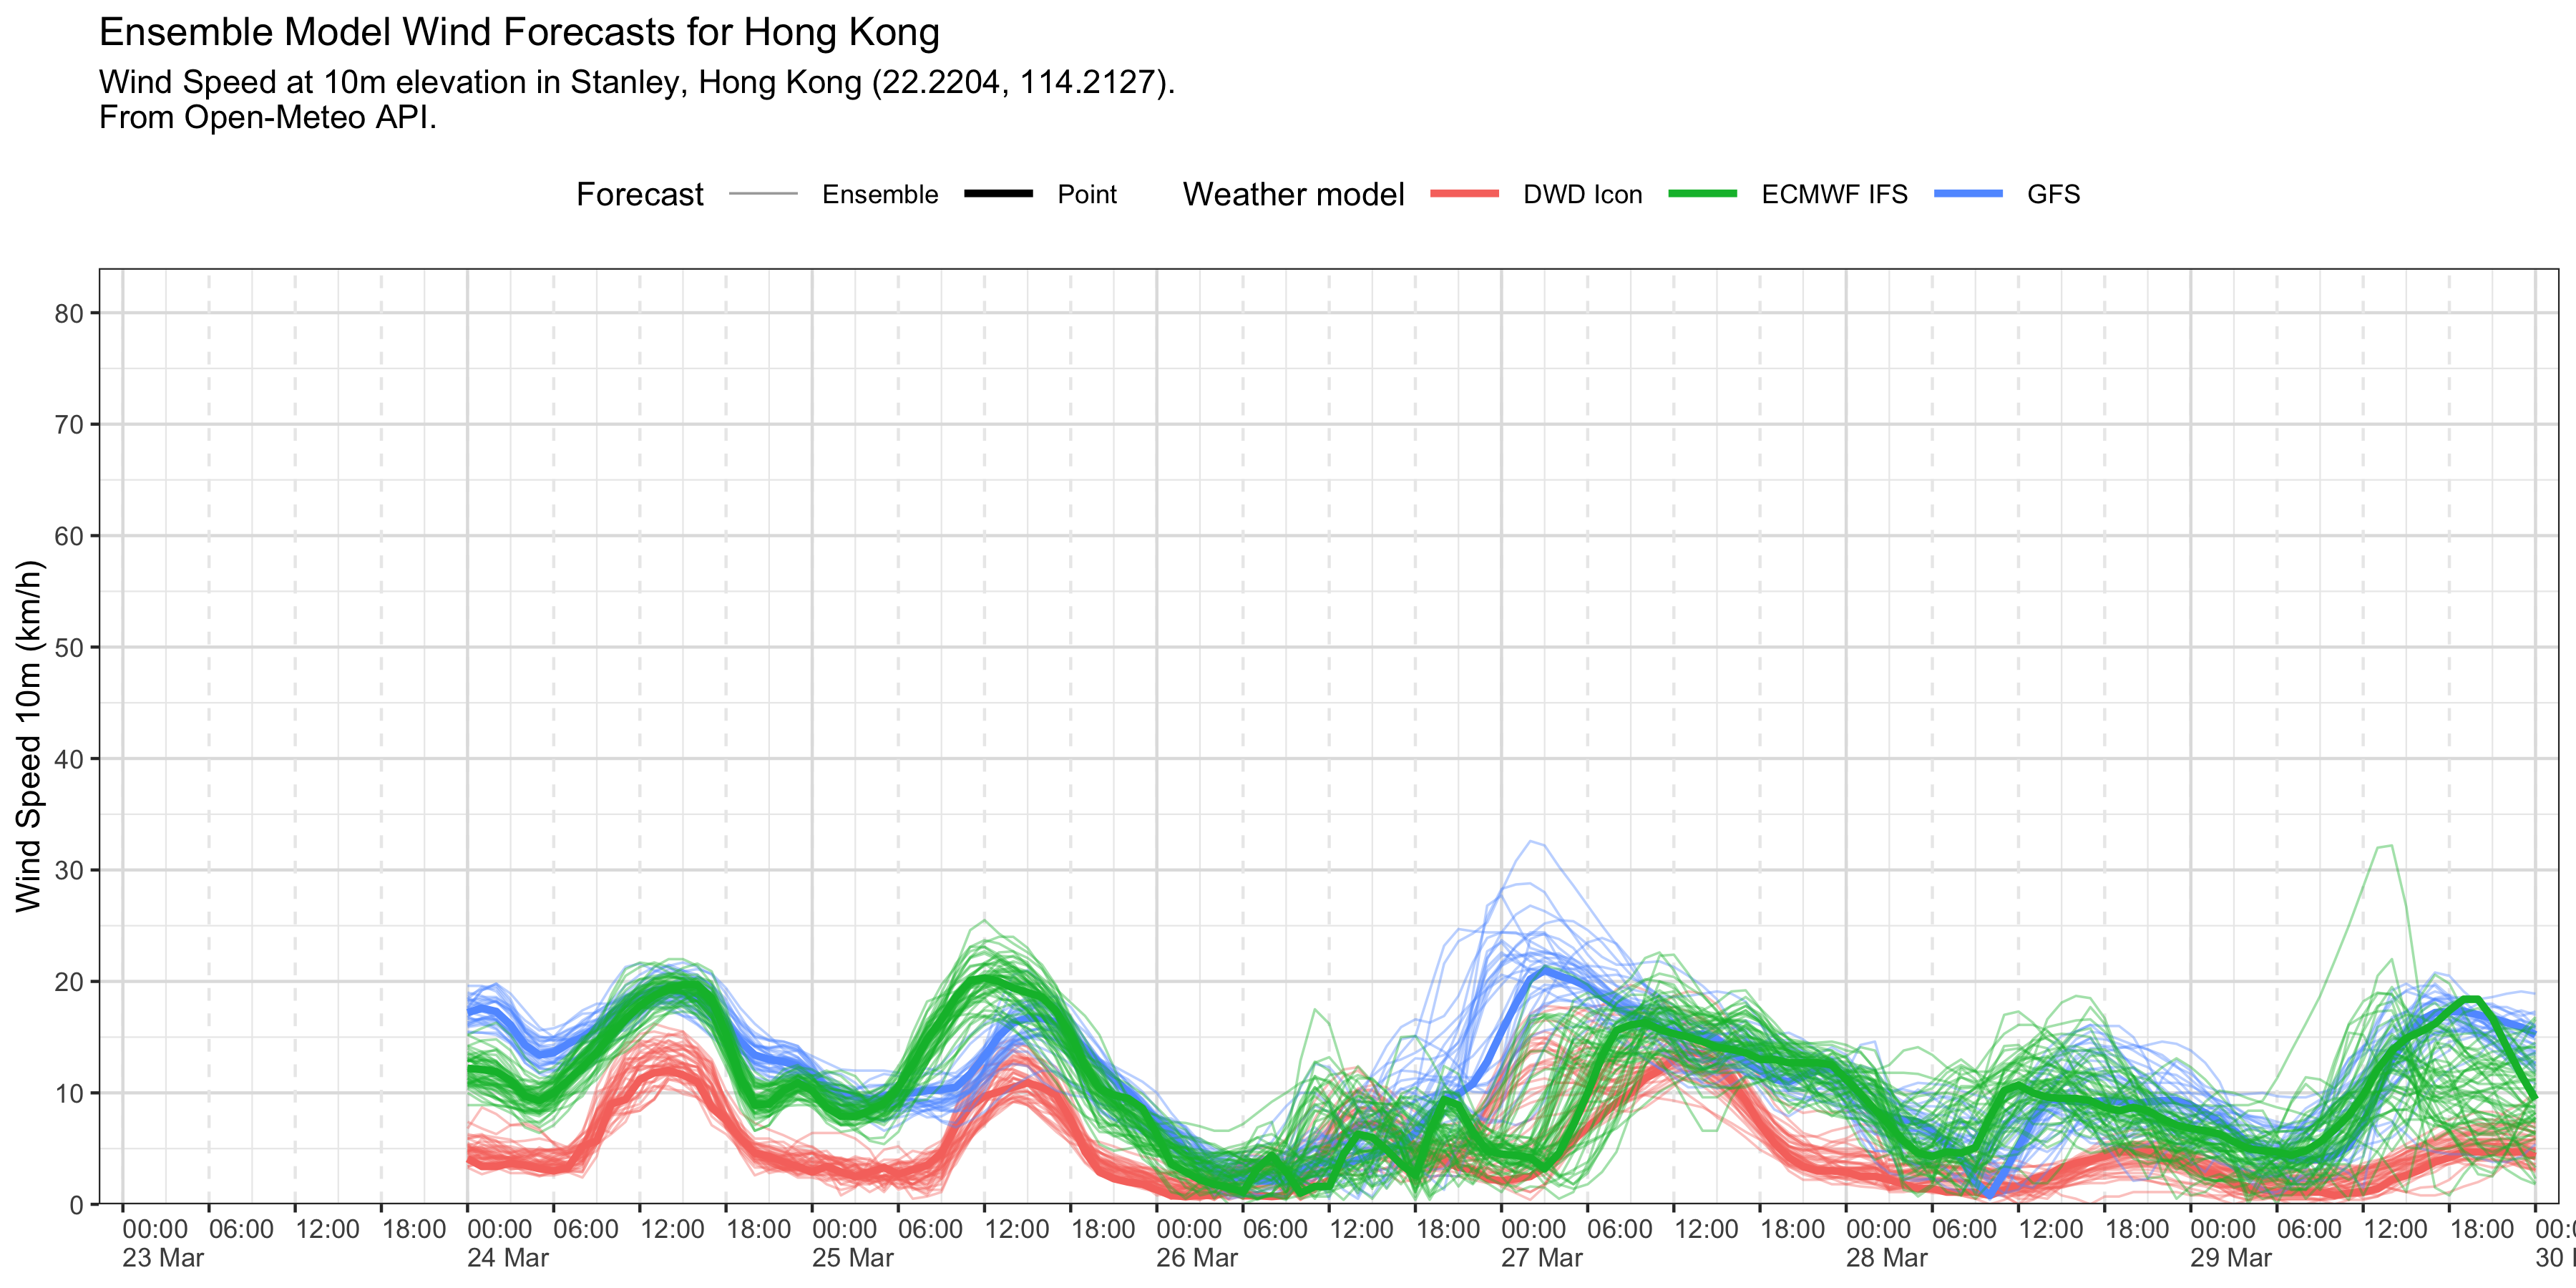 Ensemble Model Wind Forecasts for Hong Kong
Wind Speed at 10m elevation in Stanley, Hong Kong (22.2204, 114.2127).
From Open-Meteo API.
Forecast Ensemble Point Weather model DWD Icon ECMWF IFS GFS
Wind Speed 10m (km/h)
80
70
60
50
40
30
20
10
0
00:00 06:00 12:00 18:00 00:00 06:00 12:00 18:00 00:00 06:00 12:00 18:00 00:00 06:00 12:00 18:00 00:00 06:00 12:00 18:00 00:00 06:00 12:00 18:00 00:00 06:00 12:00 18:00
23 Mar 24 Mar 25 Mar 26 Mar 27 Mar 28 Mar 29 Mar 30